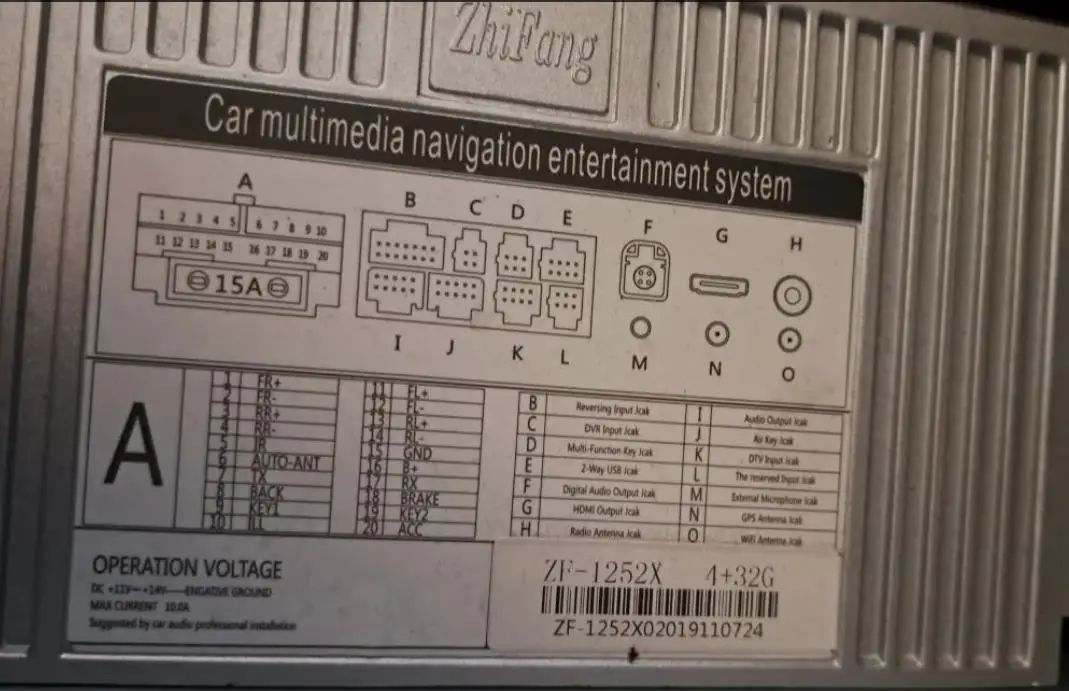 ZhiFang
Car multimedia navigation entertainment system
A B C D E F G H
1 2 3 4 5 6 7 8 9 10
11 12 13 14 15 16 17 18 19 20
15A
I J K L M N O
A
1 FR+ 11 FL+
2 FR- 12 FL-
3 RR+ 13 RL+
4 RR- 14 RL-
5 IR 15 GND
6 AUTO-ANT 16 B+
7 TX 17 RX
8 BACK 18 BRAKE
9 KEY1 19 KEY2
10 ILL 20 ACC
B Reversing Input Jcak I Audio Output Jcak
C DVR Input Jcak J Air Key Jcak
D Multi-Function Key Jcak K DTV Input Jcak
E 2-Way USB Jcak L The reserved Input Jcak
F Digital Audio Output Jcak M External Microphone Jcak
G HDMI Output Jcak N GPS Antenna Jcak
H Radio Antenna Jcak O WiFi Antenna Jcak
OPERATION VOLTAGE
DC +11V~+14V——ENGATIVE GROUND
MAX CURRENT 10.0A
Suggested by car audio professional installation
ZF-1252X 4+32G
ZF-1252X02019110724